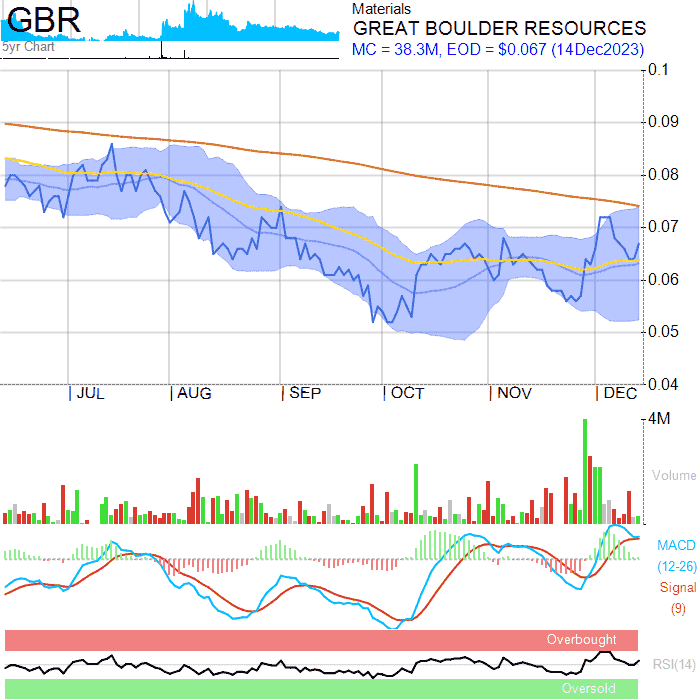 GBR
5yr Chart
Materials
GREAT BOULDER RESOURCES
MC = 38.3M, EOD = $0.067 (14Dec2023)
0.1
0.09
0.08
0.07
0.06
0.05
0.04
JUL AUG SEP OCT NOV DEC
4M
Volume
MACD
(12-26)
Signal
(9)
Overbought
RSI(14)
Oversold